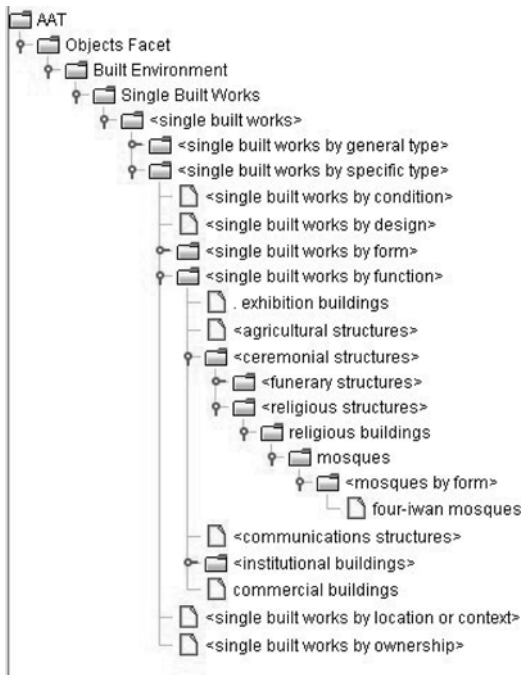 AAT
Objects Facet
Built Environment
Single Built Works
<single built works>
<single built works by general type>
<single built works by specific type>
<single built works by condition>
<single built works by design>
<single built works by form>
<single built works by function>
. exhibition buildings
<agricultural structures>
<ceremonial structures>
<funerary structures>
<religious structures>
religious buildings
mosques
<mosques by form>
four-iwan mosques
<communications structures>
<institutional buildings>
commercial buildings
<single built works by location or context>
<single built works by ownership>